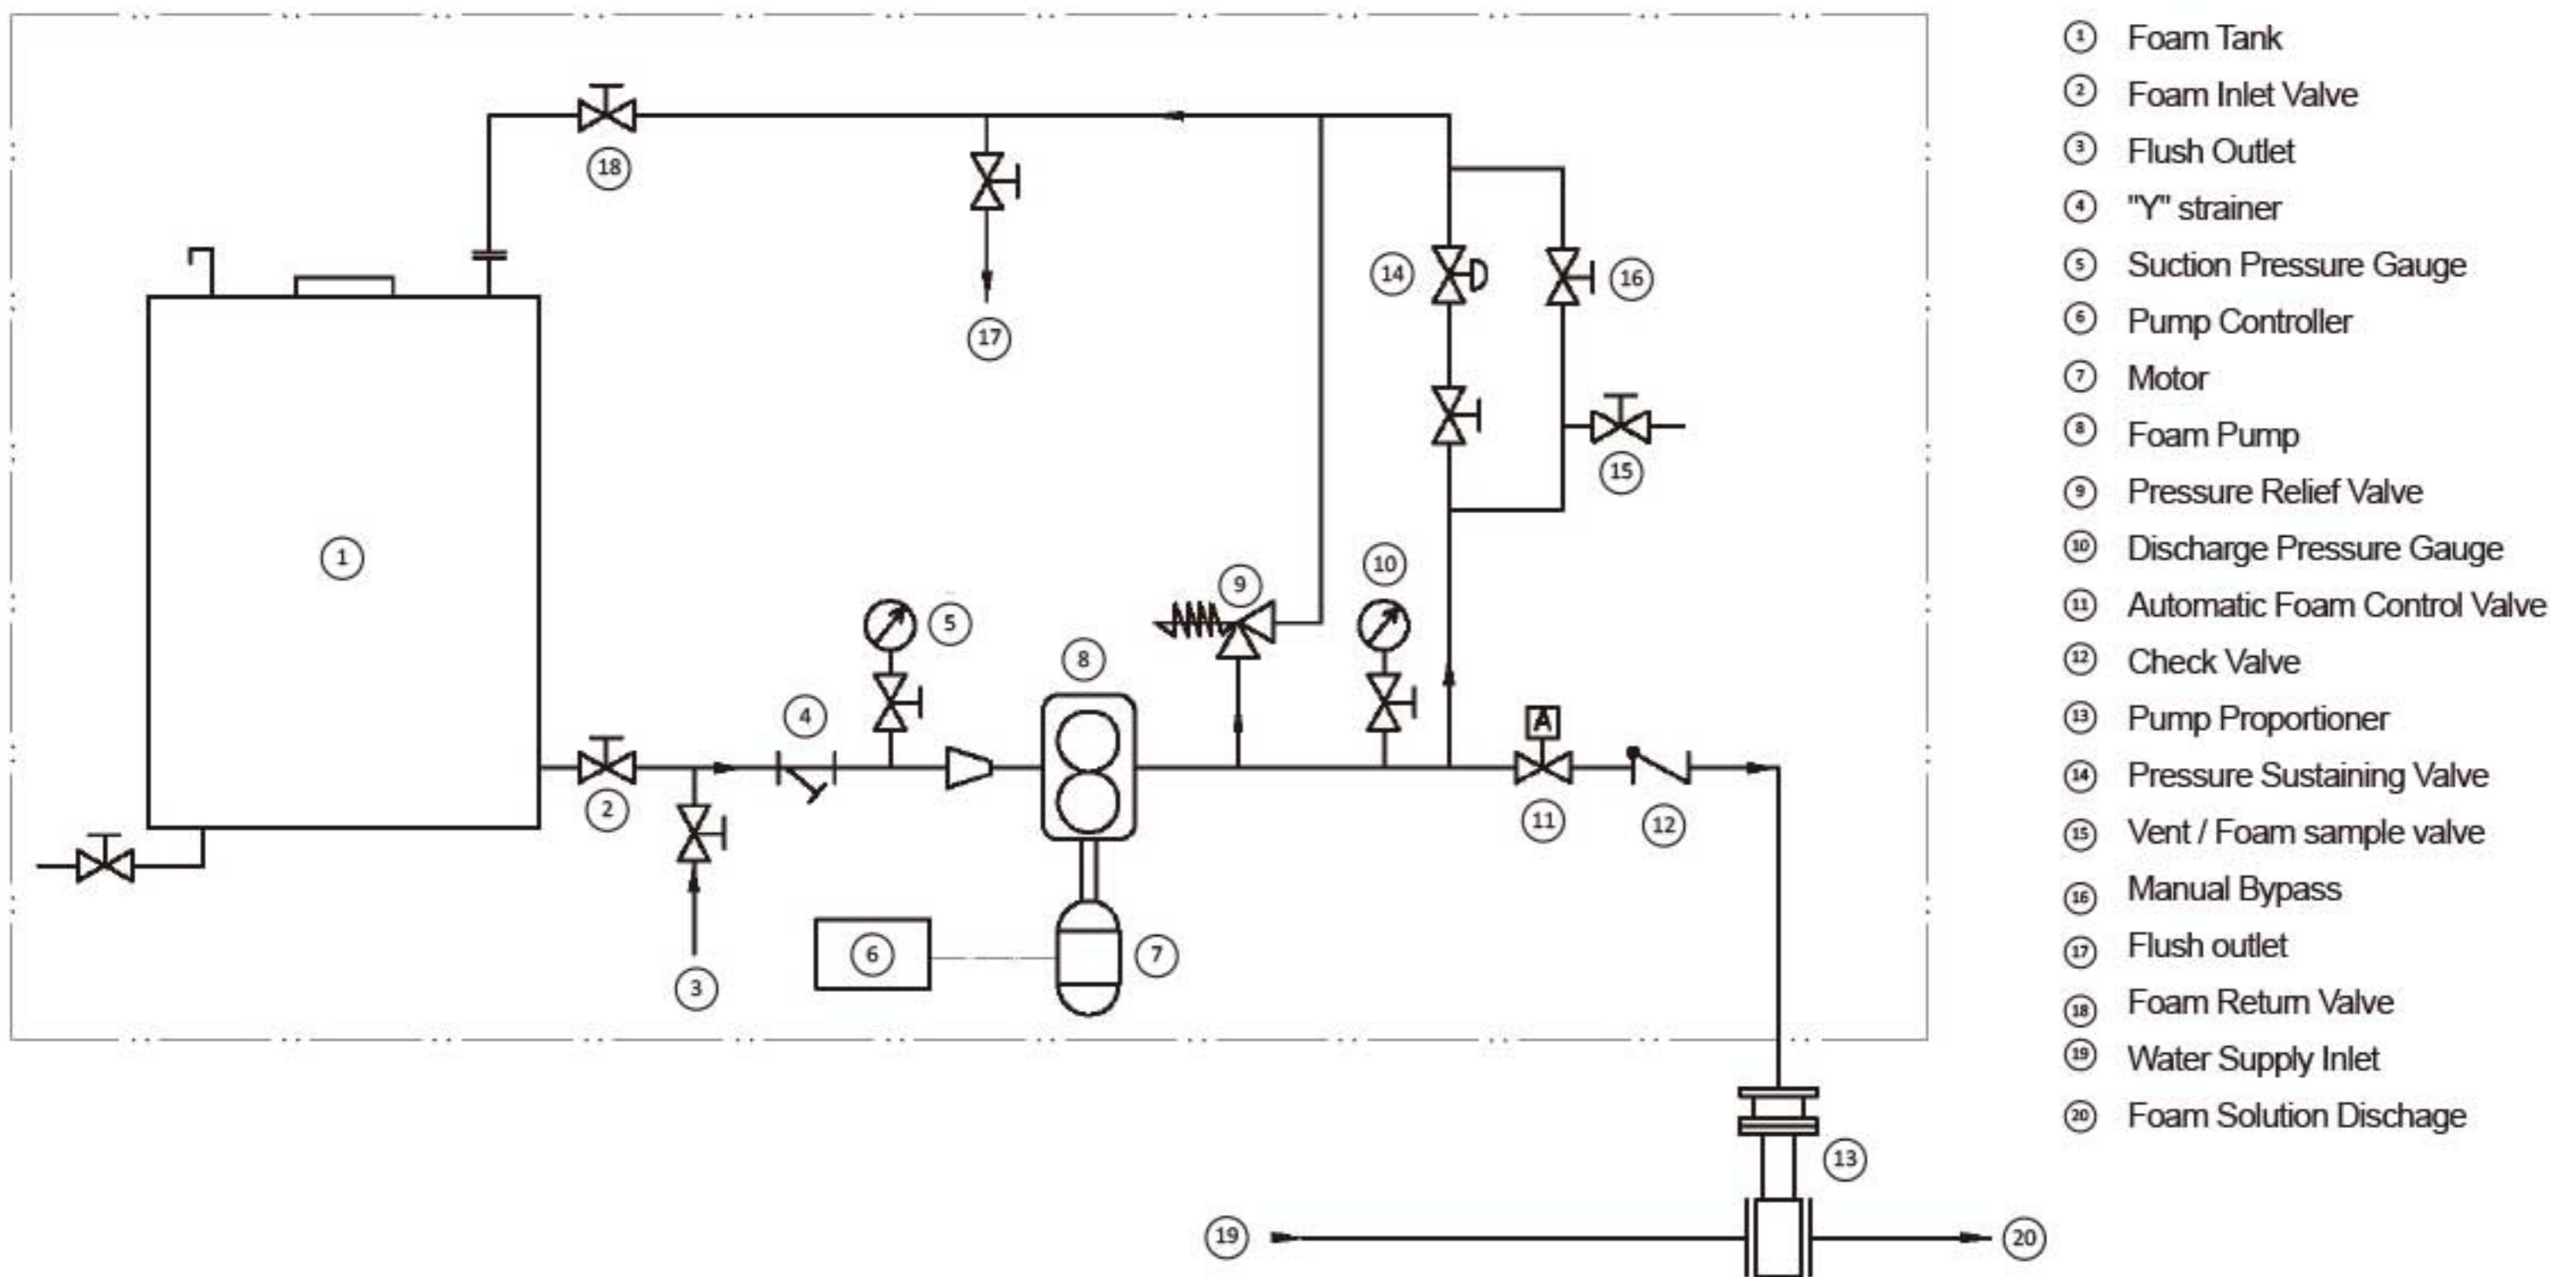 18
17
14
16
15
1
10
9
5
8
4
A
2
11
12
6
7
3
13
19
20
1 Foam Tank
2 Foam Inlet Valve
3 Flush Outlet
4 "Y" strainer
5 Suction Pressure Gauge
6 Pump Controller
7 Motor
8 Foam Pump
9 Pressure Relief Valve
10 Discharge Pressure Gauge
11 Automatic Foam Control Valve
12 Check Valve
13 Pump Proportioner
14 Pressure Sustaining Valve
15 Vent / Foam sample valve
16 Manual Bypass
17 Flush outlet
18 Foam Return Valve
19 Water Supply Inlet
20 Foam Solution Dischage